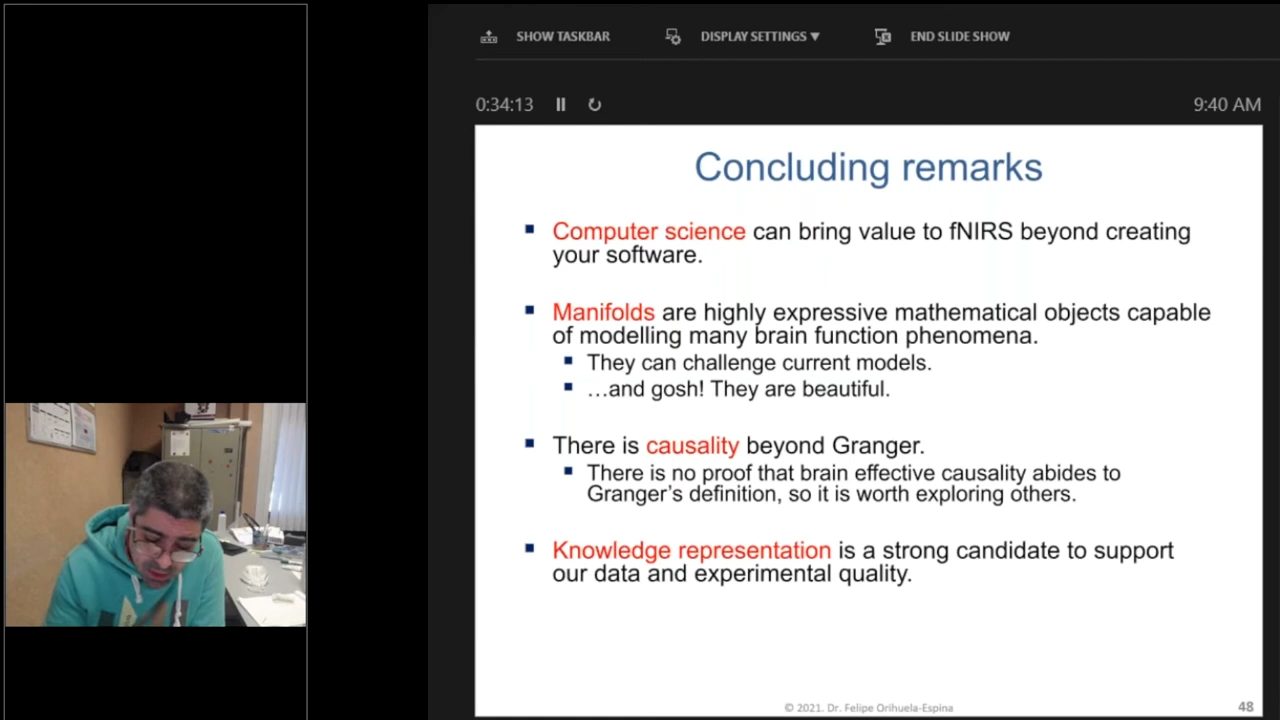 SHOW TASKBAR DISPLAY SETTINGS ▼ END SLIDE SHOW
0:34:13 9:40 AM
Concluding remarks
Computer science can bring value to fNIRS beyond creating
your software.
Manifolds are highly expressive mathematical objects capable
of modelling many brain function phenomena.
They can challenge current models.
...and gosh! They are beautiful.
There is causality beyond Granger.
There is no proof that brain effective causality abides to
Granger's definition, so it is worth exploring others.
Knowledge representation is a strong candidate to support
our data and experimental quality.
© 2021. Dr. Felipe Orihuela-Espina 48